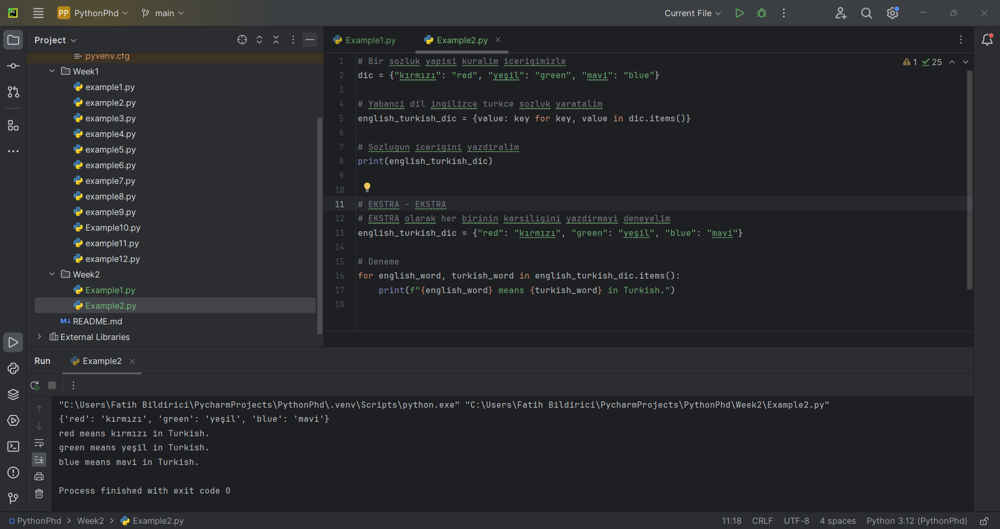 PC
PP PythonPhd main Current File
Project
pyvenv.cfg
Week1
example1.py
example2.py
example3.py
example4.py
example5.py
example6.py
example7.py
example8.py
example9.py
Example10.py
example11.py
example12.py
Week2
Example1.py
Example2.py
M↓ README.md
External Libraries
Example1.py Example2.py
1 25
1 # Bir sozluk yapisi kuralim icerigimizle
2 dic = {"kırmızı": "red", "yeşil": "green", "mavi": "blue"}
3
4 # Yabanci dil ingilizce turkce sozluk yaratalim
5 english_turkish_dic = {value: key for key, value in dic.items()}
6
7 # Sozlugun icerigini yazdiralim
8 print(english_turkish_dic)
9
10
11 # EKSTRA - EKSTRA
12 # EKSTRA olarak her birinin karsiligini yazdirmayi deneyelim
13 english_turkish_dic = {"red": "kırmızı", "green": "yeşil", "blue": "mavi"}
14
15 # Deneme
16 for english_word, turkish_word in english_turkish_dic.items():
17     print(f"{english_word} means {turkish_word} in Turkish.")
18
Run Example2
"C:\Users\Fatih Bildirici\PycharmProjects\PythonPhd\.venv\Scripts\python.exe" "C:\Users\Fatih Bildirici\PycharmProjects\PythonPhd\Week2\Example2.py"
{'red': 'kırmızı', 'green': 'yeşil', 'blue': 'mavi'}
red means kırmızı in Turkish.
green means yeşil in Turkish.
blue means mavi in Turkish.
Process finished with exit code 0
PythonPhd > Week2 > Example2.py
11:18 CRLF UTF-8 4 spaces Python 3.12 (PythonPhd)